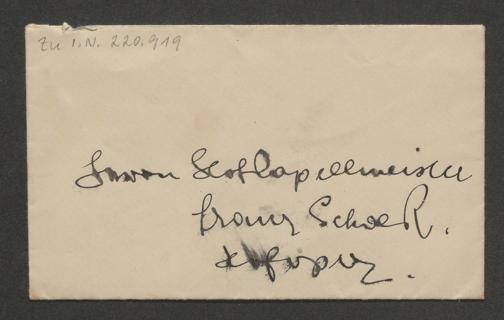 Zu I.N. 220.919
Herrn Hofkapellmeister
Franz Schalk.
Hofoper.